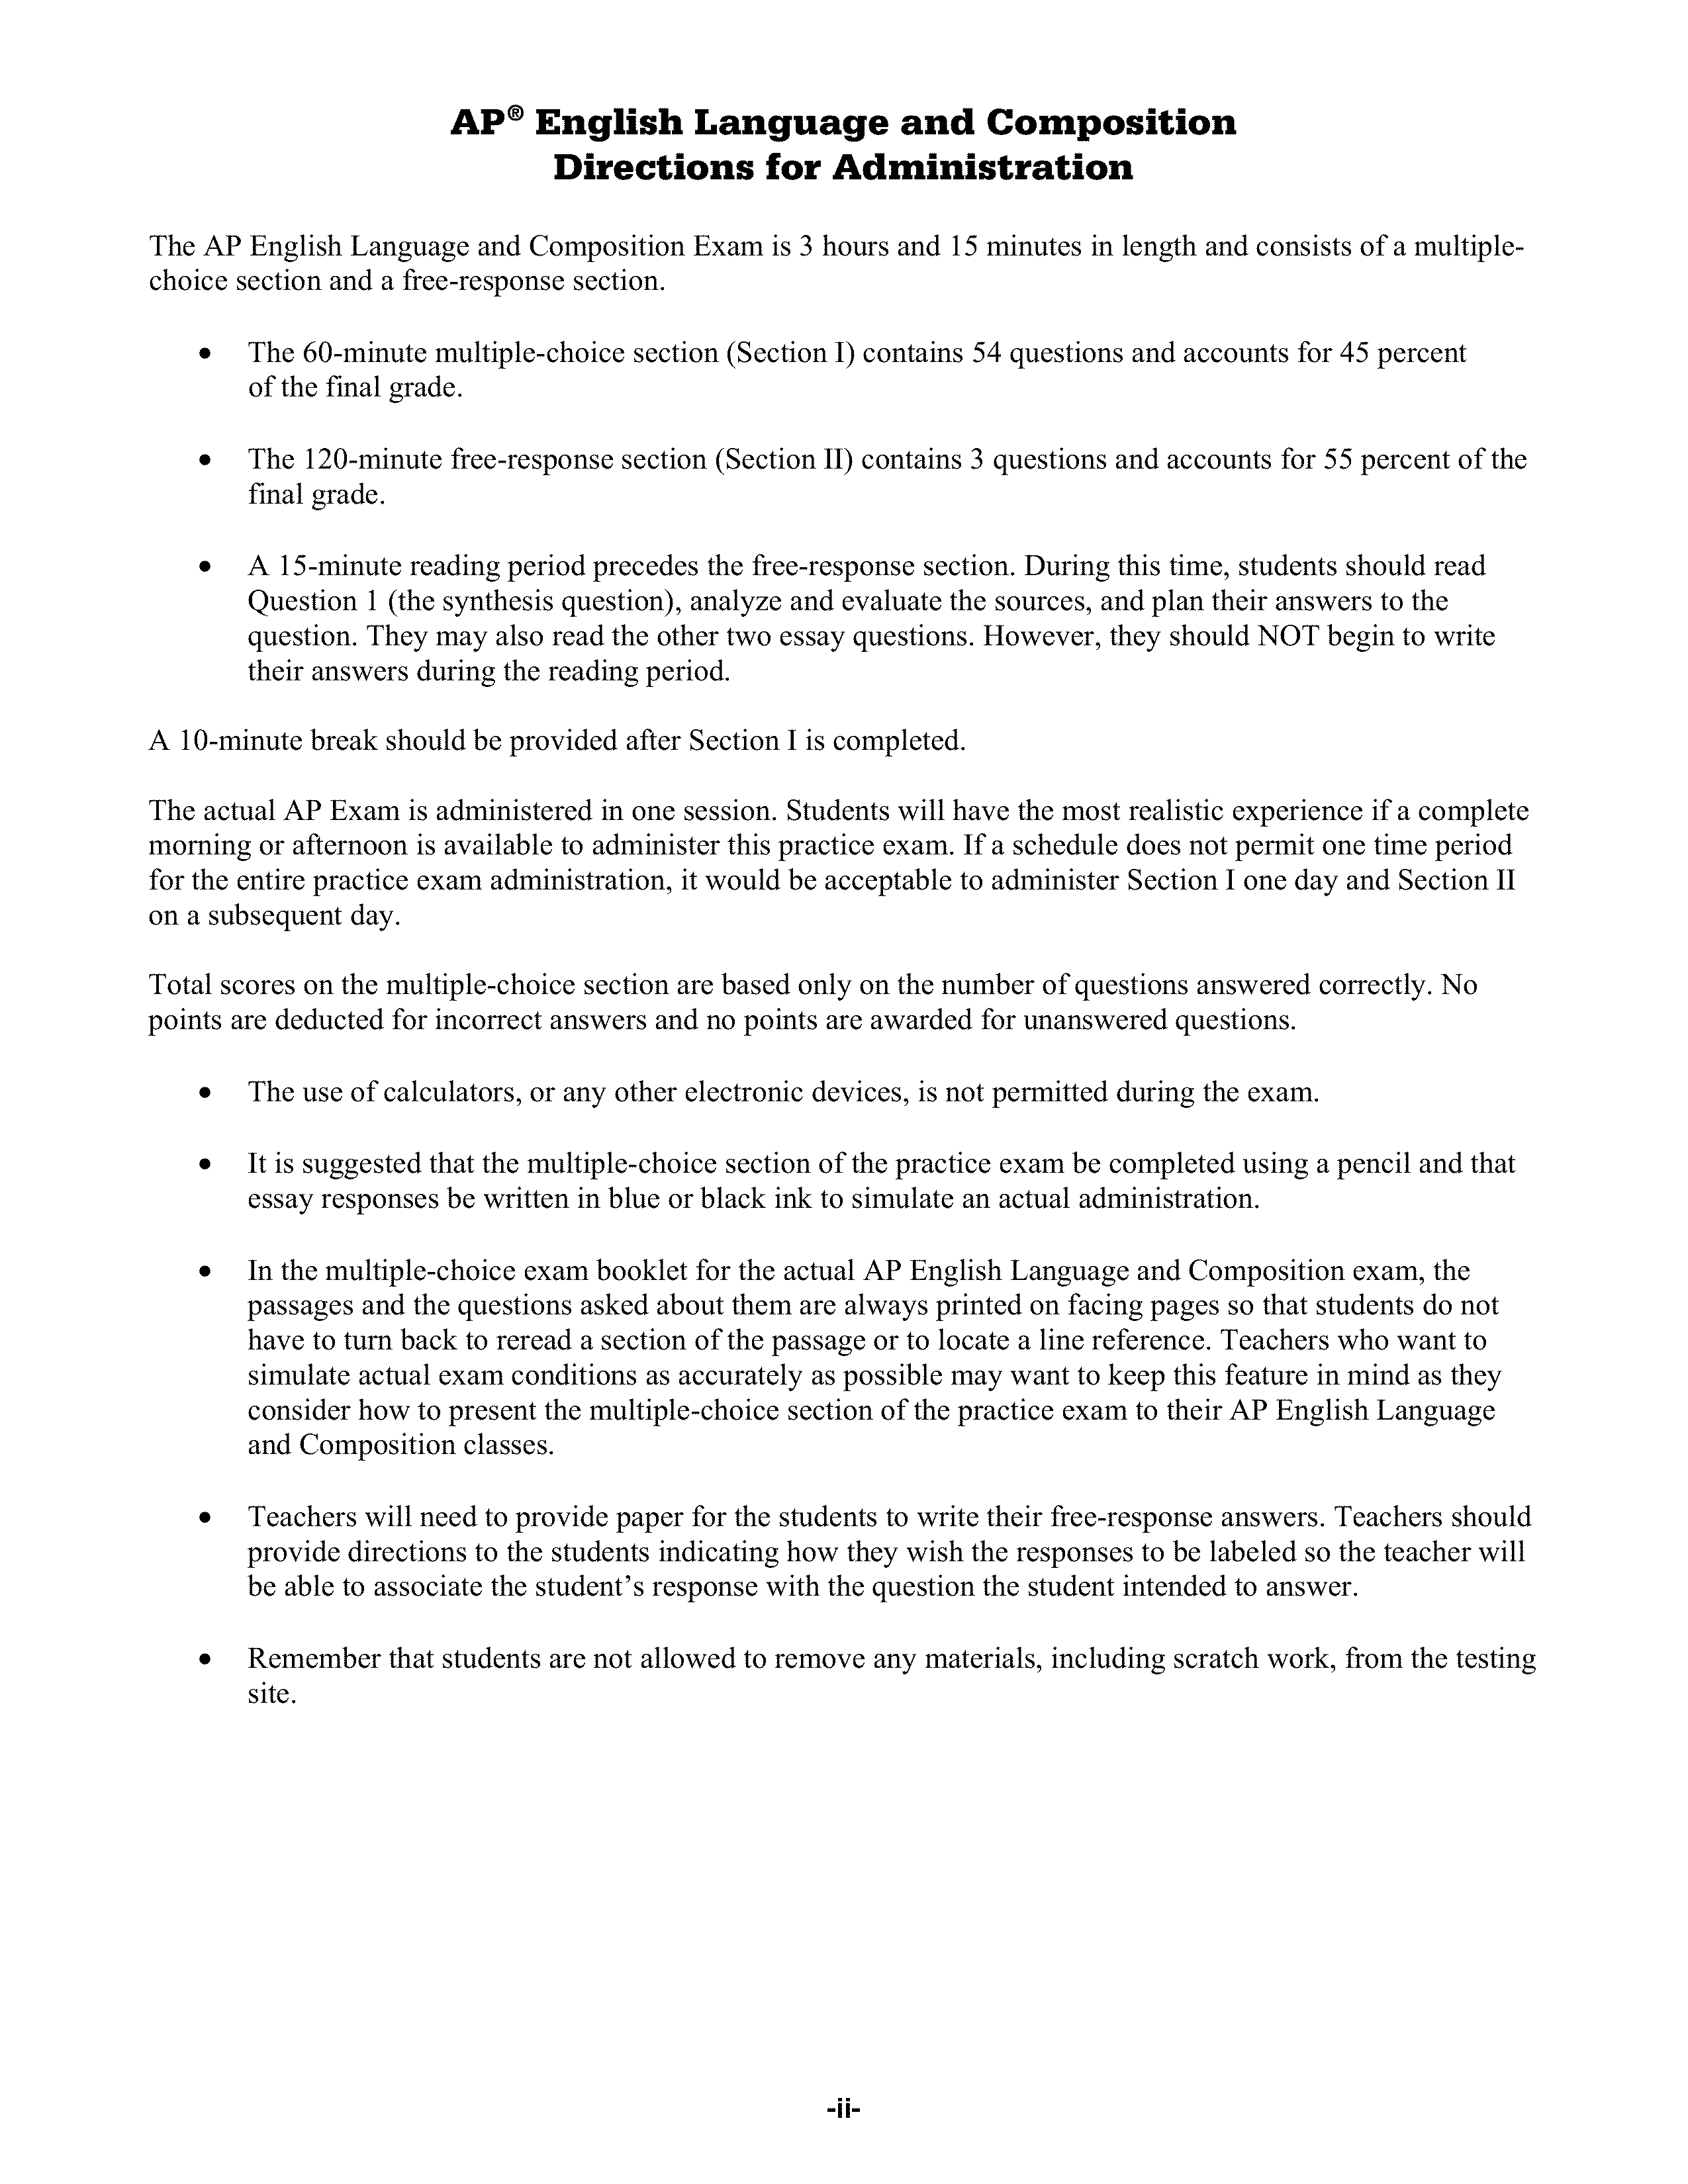 AP® English Language and Composition
Directions for Administration
The AP English Language and Composition Exam is 3 hours and 15 minutes in length and consists of a multiple-
choice section and a free-response section.
• The 60-minute multiple-choice section (Section I) contains 54 questions and accounts for 45 percent
of the final grade.
• The 120-minute free-response section (Section II) contains 3 questions and accounts for 55 percent of the
final grade.
• A 15-minute reading period precedes the free-response section. During this time, students should read
Question 1 (the synthesis question), analyze and evaluate the sources, and plan their answers to the
question. They may also read the other two essay questions. However, they should NOT begin to write
their answers during the reading period.
A 10-minute break should be provided after Section I is completed.
The actual AP Exam is administered in one session. Students will have the most realistic experience if a complete
morning or afternoon is available to administer this practice exam. If a schedule does not permit one time period
for the entire practice exam administration, it would be acceptable to administer Section I one day and Section II
on a subsequent day.
Total scores on the multiple-choice section are based only on the number of questions answered correctly. No
points are deducted for incorrect answers and no points are awarded for unanswered questions.
• The use of calculators, or any other electronic devices, is not permitted during the exam.
• It is suggested that the multiple-choice section of the practice exam be completed using a pencil and that
essay responses be written in blue or black ink to simulate an actual administration.
• In the multiple-choice exam booklet for the actual AP English Language and Composition exam, the
passages and the questions asked about them are always printed on facing pages so that students do not
have to turn back to reread a section of the passage or to locate a line reference. Teachers who want to
simulate actual exam conditions as accurately as possible may want to keep this feature in mind as they
consider how to present the multiple-choice section of the practice exam to their AP English Language
and Composition classes.
• Teachers will need to provide paper for the students to write their free-response answers. Teachers should
provide directions to the students indicating how they wish the responses to be labeled so the teacher will
be able to associate the student’s response with the question the student intended to answer.
• Remember that students are not allowed to remove any materials, including scratch work, from the testing
site.
-ii-